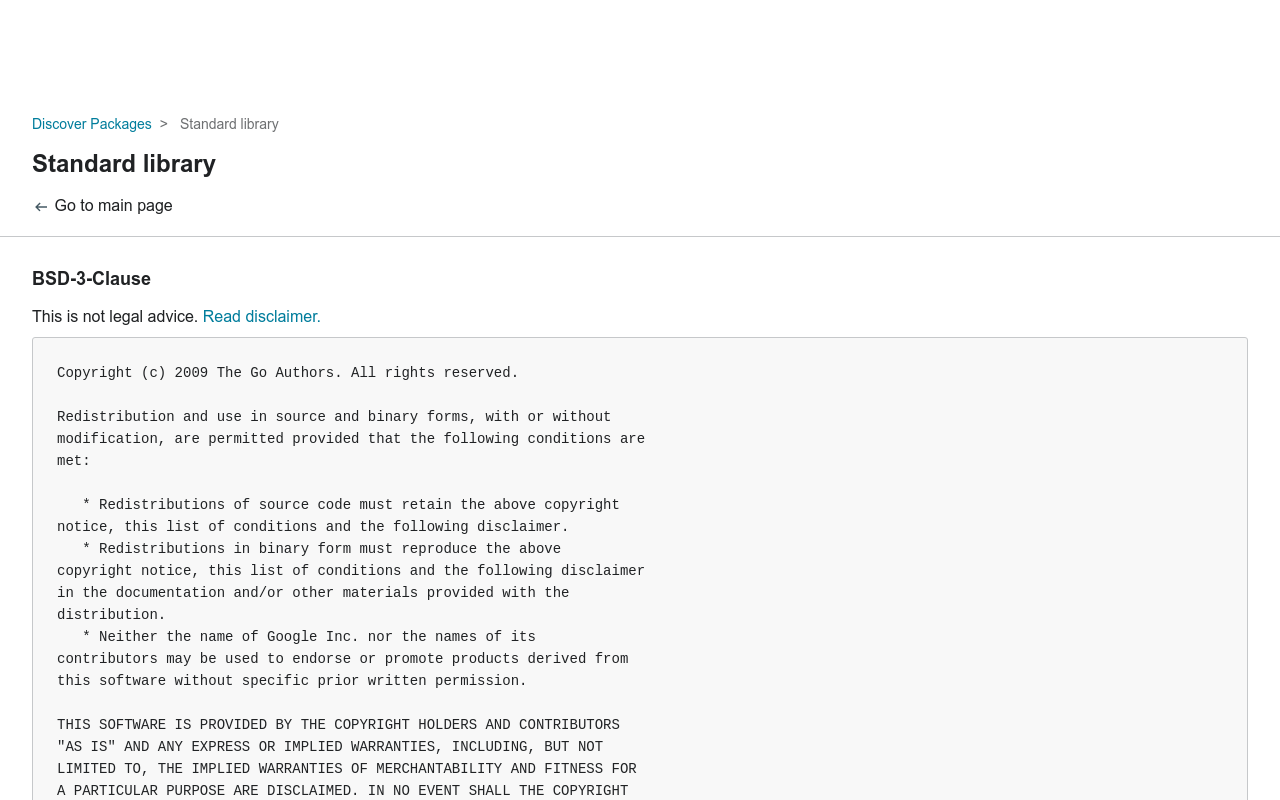 Discover Packages > Standard library
Standard library
← Go to main page
BSD-3-Clause
This is not legal advice. Read disclaimer.
Copyright (c) 2009 The Go Authors. All rights reserved.
Redistribution and use in source and binary forms, with or without
modification, are permitted provided that the following conditions are
met:
* Redistributions of source code must retain the above copyright
notice, this list of conditions and the following disclaimer.
* Redistributions in binary form must reproduce the above
copyright notice, this list of conditions and the following disclaimer
in the documentation and/or other materials provided with the
distribution.
* Neither the name of Google Inc. nor the names of its
contributors may be used to endorse or promote products derived from
this software without specific prior written permission.
THIS SOFTWARE IS PROVIDED BY THE COPYRIGHT HOLDERS AND CONTRIBUTORS
"AS IS" AND ANY EXPRESS OR IMPLIED WARRANTIES, INCLUDING, BUT NOT
LIMITED TO, THE IMPLIED WARRANTIES OF MERCHANTABILITY AND FITNESS FOR
A PARTICULAR PURPOSE ARE DISCLAIMED. IN NO EVENT SHALL THE COPYRIGHT